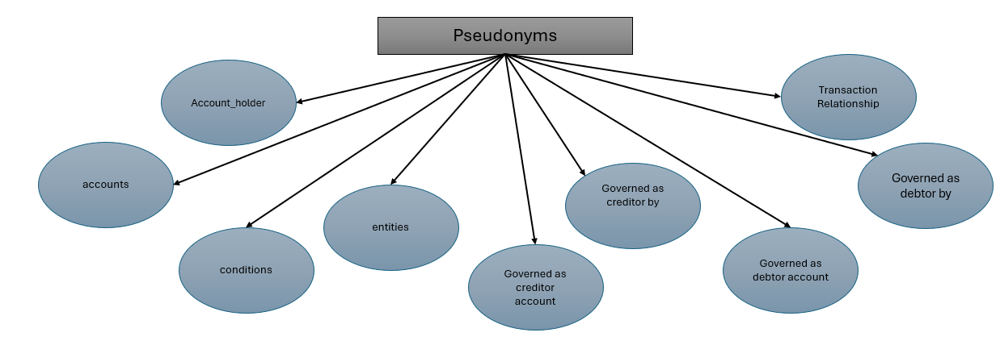 Pseudonyms
Account_holder
Transaction
Relationship
accounts
Governed as
debtor by
entities
Governed as
creditor by
conditions
Governed as
creditor
account
Governed as
debtor account